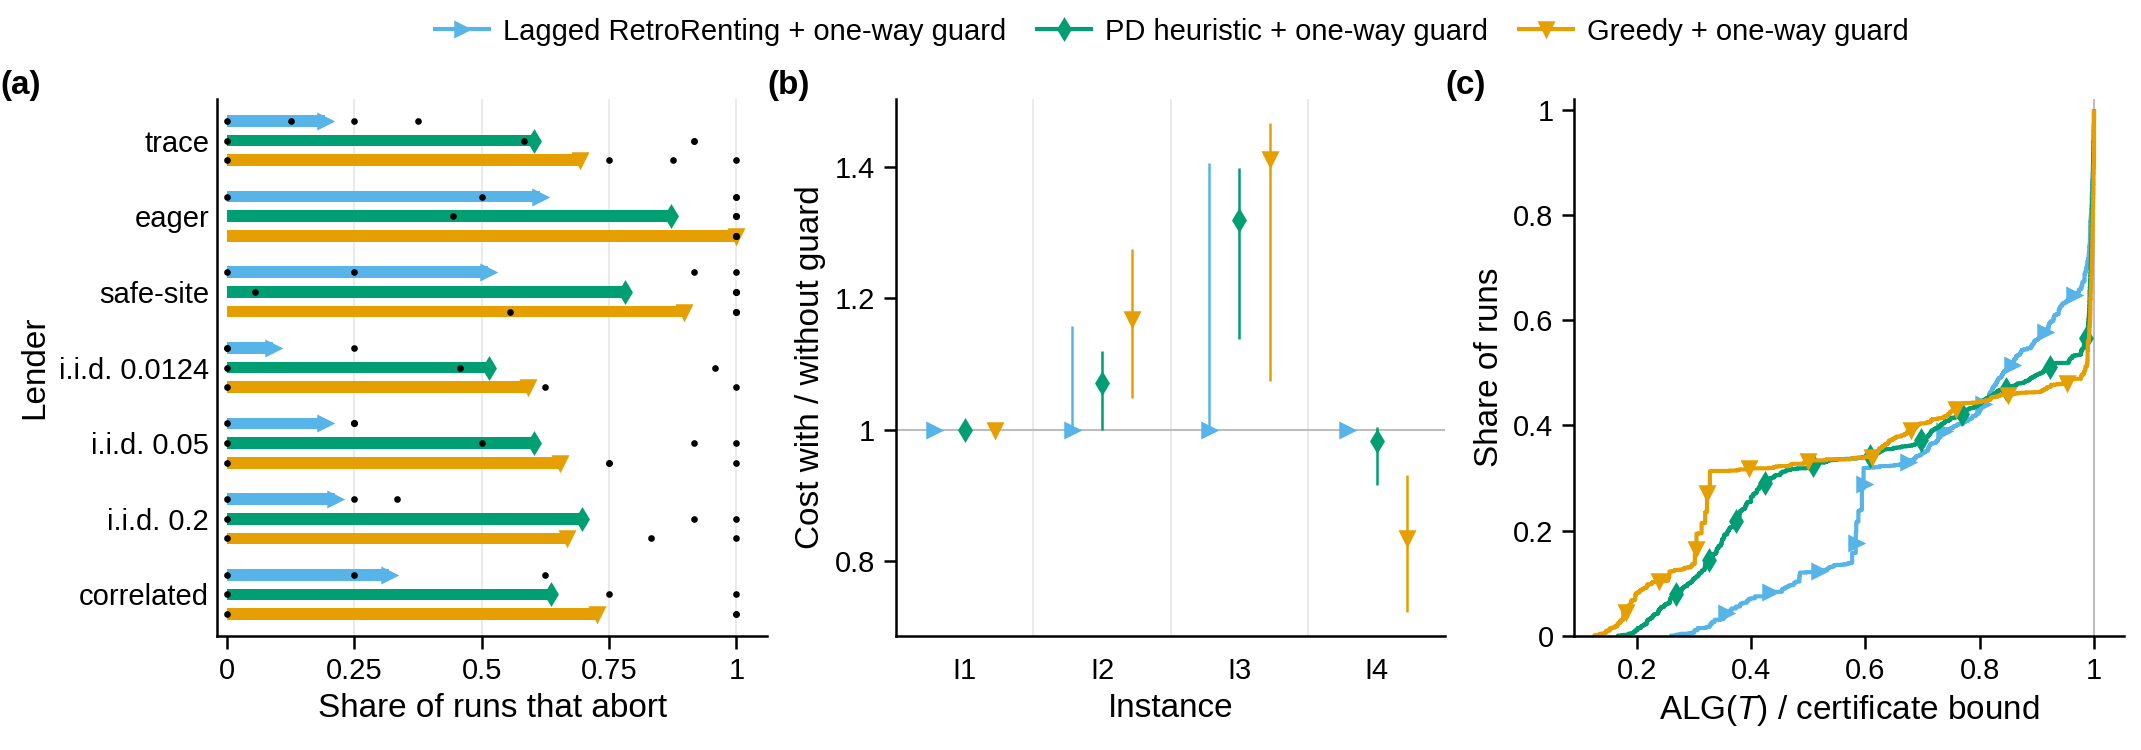 Lagged RetroRenting + one-way guard
PD heuristic + one-way guard
Greedy + one-way guard
(a)
Lender
trace
eager
safe-site
i.i.d. 0.0124
i.i.d. 0.05
i.i.d. 0.2
correlated
0 0.25 0.5 0.75 1
Share of runs that abort
(b)
Cost with / without guard
1.4
1.2
1
0.8
I1 I2 I3 I4
Instance
(c)
Share of runs
1
0.8
0.6
0.4
0.2
0
0.2 0.4 0.6 0.8 1
ALG(T) / certificate bound